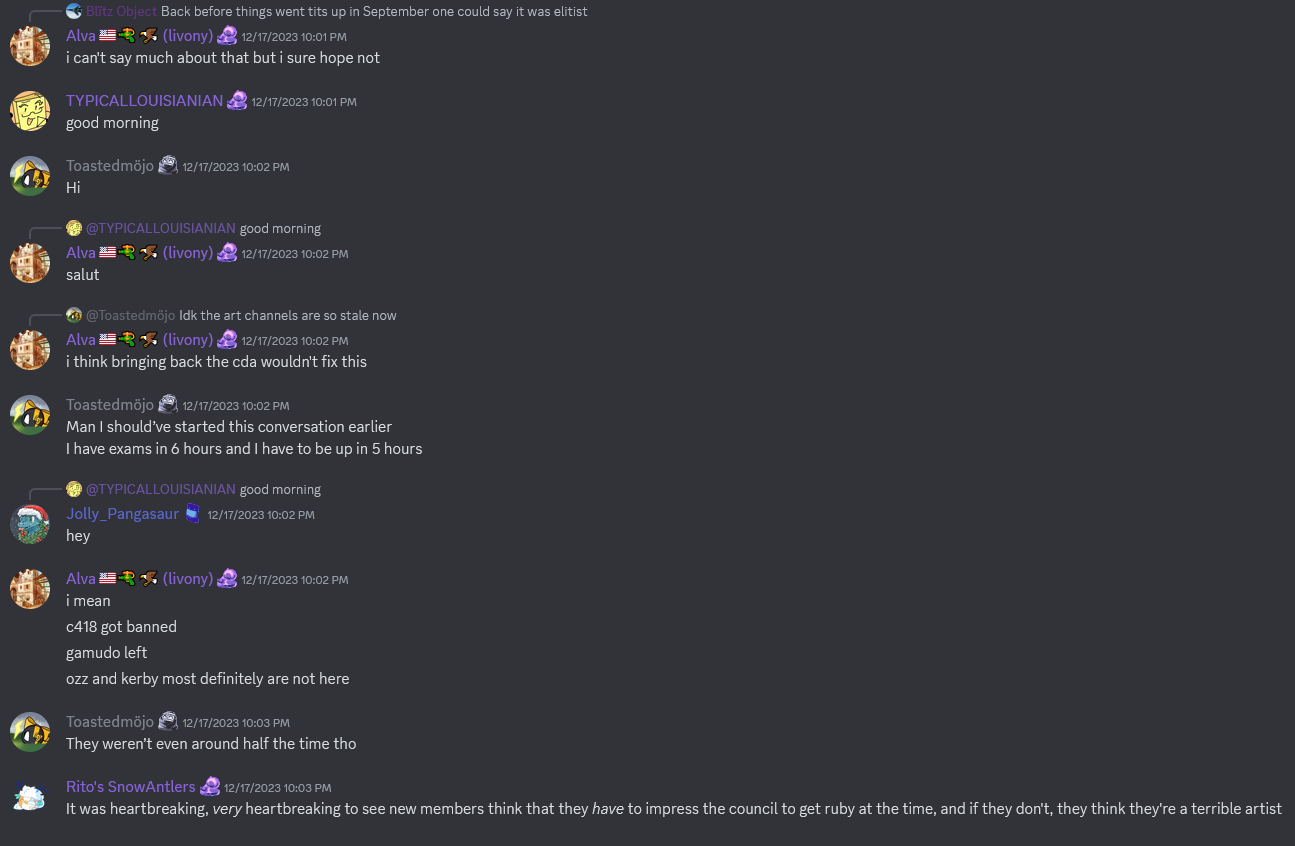 Blitz Object Back before things went tits up in September one could say it was elitist
Alva (livony) 12/17/2023 10:01 PM
i can't say much about that but i sure hope not
TYPICALLOUISIANIAN 12/17/2023 10:01 PM
good morning
Toastedmöjo 12/17/2023 10:02 PM
Hi
@TYPICALLOUISIANIAN good morning
Alva (livony) 12/17/2023 10:02 PM
salut
@Toastedmöjo Idk the art channels are so stale now
Alva (livony) 12/17/2023 10:02 PM
i think bringing back the cda wouldn't fix this
Toastedmöjo 12/17/2023 10:02 PM
Man I should’ve started this conversation earlier
I have exams in 6 hours and I have to be up in 5 hours
@TYPICALLOUISIANIAN good morning
Jolly_Pangasaur 12/17/2023 10:02 PM
hey
Alva (livony) 12/17/2023 10:02 PM
i mean
c418 got banned
gamudo left
ozz and kerby most definitely are not here
Toastedmöjo 12/17/2023 10:03 PM
They weren’t even around half the time tho
Rito's SnowAntlers 12/17/2023 10:03 PM
It was heartbreaking, very heartbreaking to see new members think that they have to impress the council to get ruby at the time, and if they don't, they think they're a terrible artist